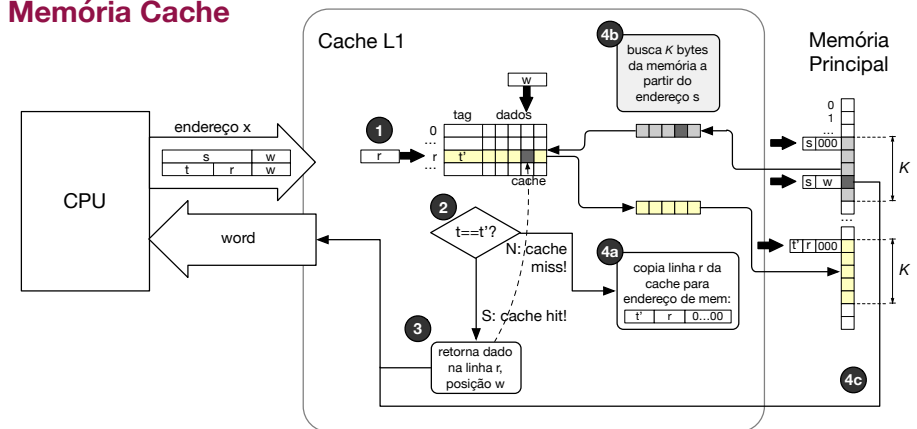 Memória Cache
Cache L1
Memória
Principal
CPU
endereço x
s w
t r w
word
1
r
w
tag dados
0
...
r t'
...
cache
2
t==t'?
N: cache
miss!
S: cache hit!
3
retorna dado
na linha r,
posição w
4b
busca K bytes
da memória a
partir do
endereço s
4a
copia linha r da
cache para
endereço de mem:
t' r 0...00
0
1
...
s 000
K
s w
...
t' r 000
K
4c